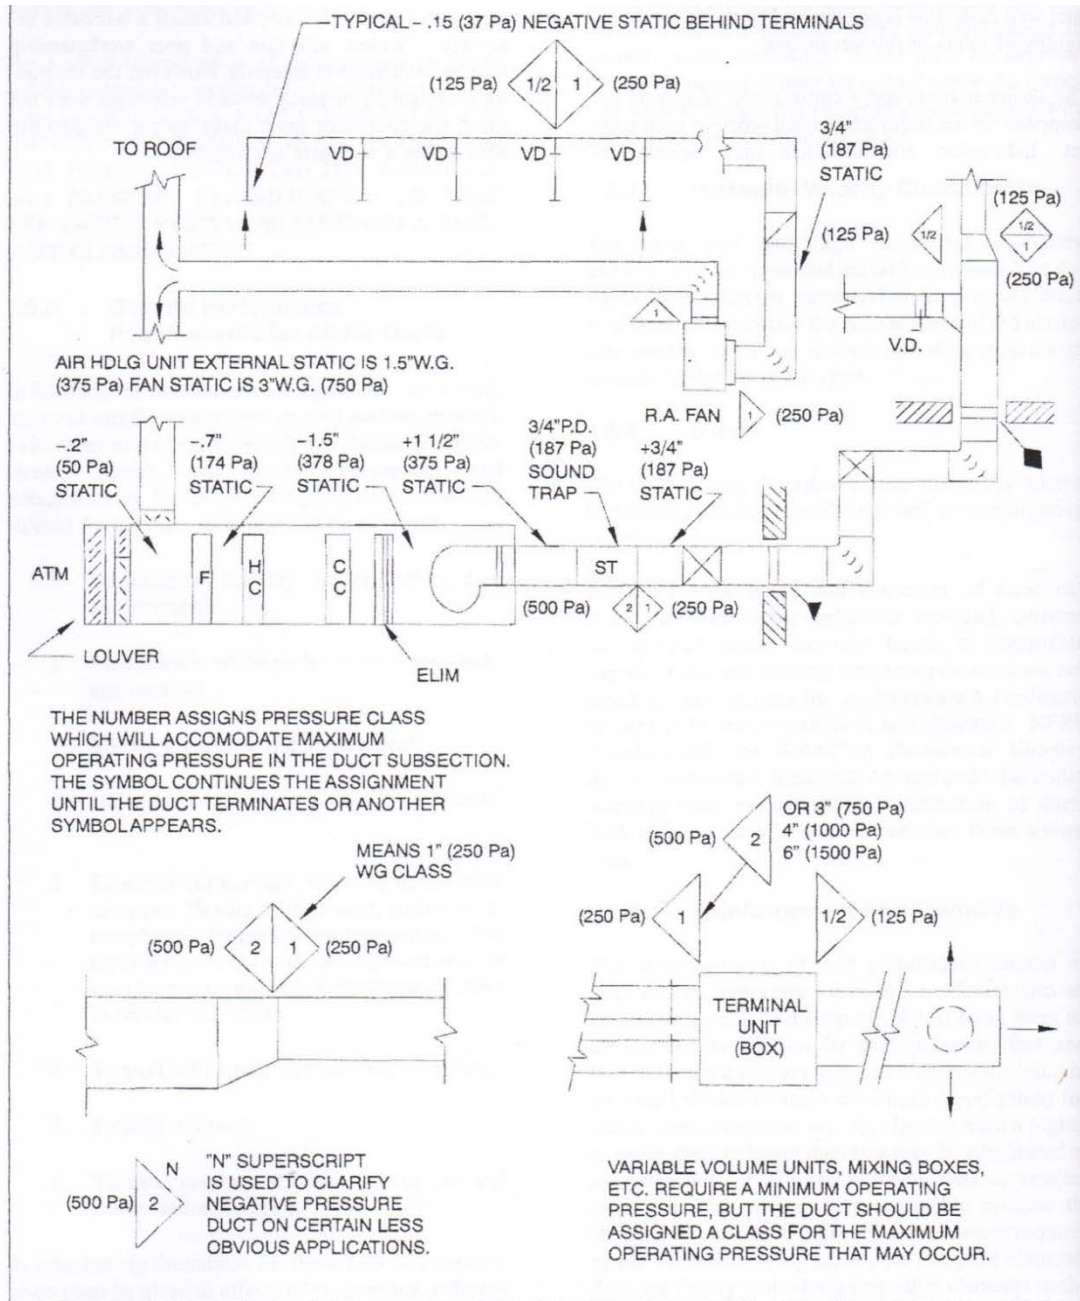 TYPICAL – .15 (37 Pa) NEGATIVE STATIC BEHIND TERMINALS
(125 Pa) 1/2 1 (250 Pa)
3/4"
(187 Pa)
STATIC
TO ROOF
VD
VD
VD
VD
(125 Pa) 1/2
(125 Pa)
1/2
1
(250 Pa)
1
V.D.
AIR HDLG UNIT EXTERNAL STATIC IS 1.5"W.G.
(375 Pa) FAN STATIC IS 3"W.G. (750 Pa)
R.A. FAN 1 (250 Pa)
–.2"
(50 Pa)
STATIC
–.7"
(174 Pa)
STATIC
–1.5"
(378 Pa)
STATIC
+1 1/2"
(375 Pa)
STATIC
3/4"P.D.
(187 Pa)
SOUND
TRAP
+3/4"
(187 Pa)
STATIC
ATM
F
H
C
C
C
ST
(500 Pa) 2 1 (250 Pa)
LOUVER
ELIM
THE NUMBER ASSIGNS PRESSURE CLASS
WHICH WILL ACCOMODATE MAXIMUM
OPERATING PRESSURE IN THE DUCT SUBSECTION.
THE SYMBOL CONTINUES THE ASSIGNMENT
UNTIL THE DUCT TERMINATES OR ANOTHER
SYMBOL APPEARS.
MEANS 1" (250 Pa)
WG CLASS
(500 Pa) 2 1 (250 Pa)
(500 Pa) 2
OR 3" (750 Pa)
4" (1000 Pa)
6" (1500 Pa)
(250 Pa) 1
1/2 (125 Pa)
TERMINAL
UNIT
(BOX)
(500 Pa) 2 N
"N" SUPERSCRIPT
IS USED TO CLARIFY
NEGATIVE PRESSURE
DUCT ON CERTAIN LESS
OBVIOUS APPLICATIONS.
VARIABLE VOLUME UNITS, MIXING BOXES,
ETC. REQUIRE A MINIMUM OPERATING
PRESSURE, BUT THE DUCT SHOULD BE
ASSIGNED A CLASS FOR THE MAXIMUM
OPERATING PRESSURE THAT MAY OCCUR.